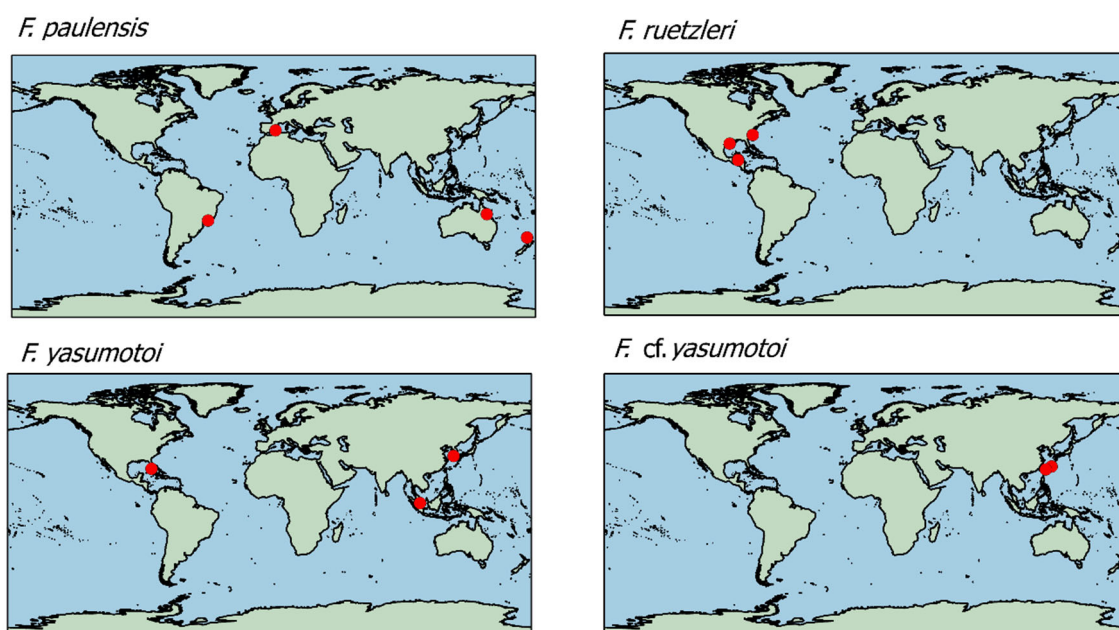 F. paulensis
F. ruetzleri
F. yasumotoi
F. cf. yasumotoi